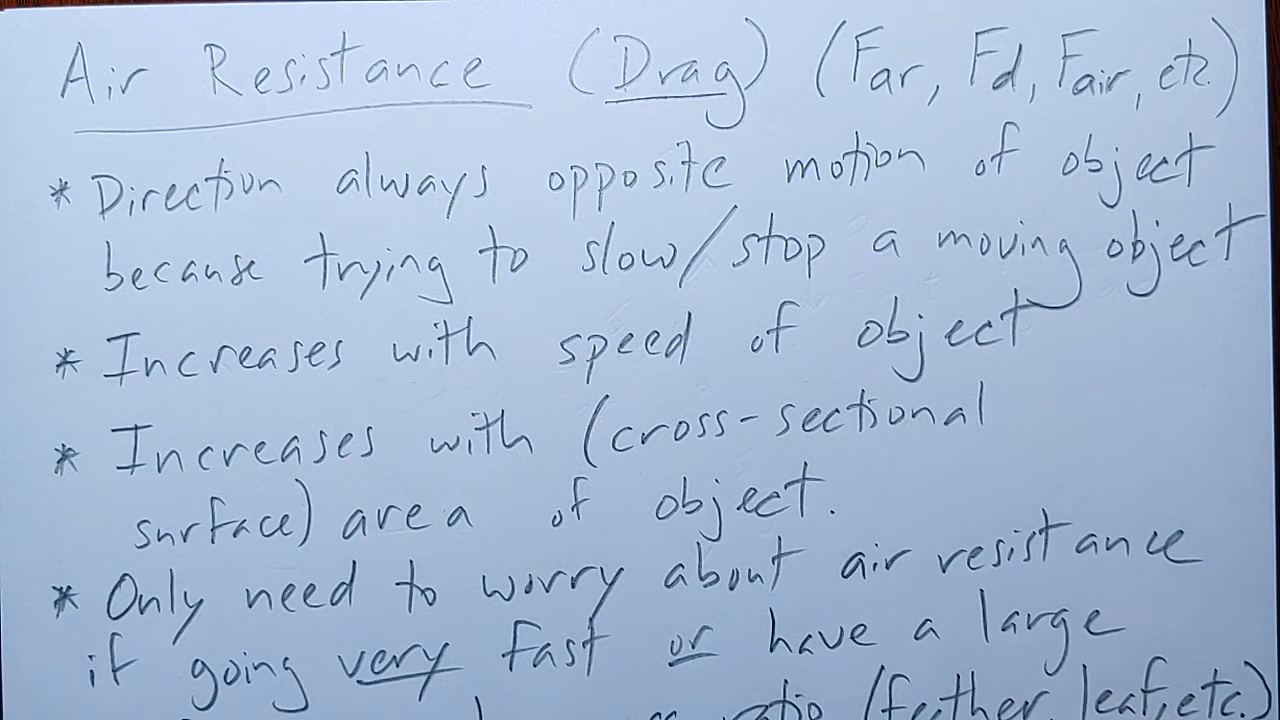 Air Resistance (Drag) (Far, Fd, Fair, etc.)
* Direction always opposite motion of object
because trying to slow/stop a moving object
* Increases with speed of object
* Increases with (cross-sectional
surface) area of object.
* Only need to worry about air resistance
if going very fast or have a large
ratio (feather, leaf, etc.)